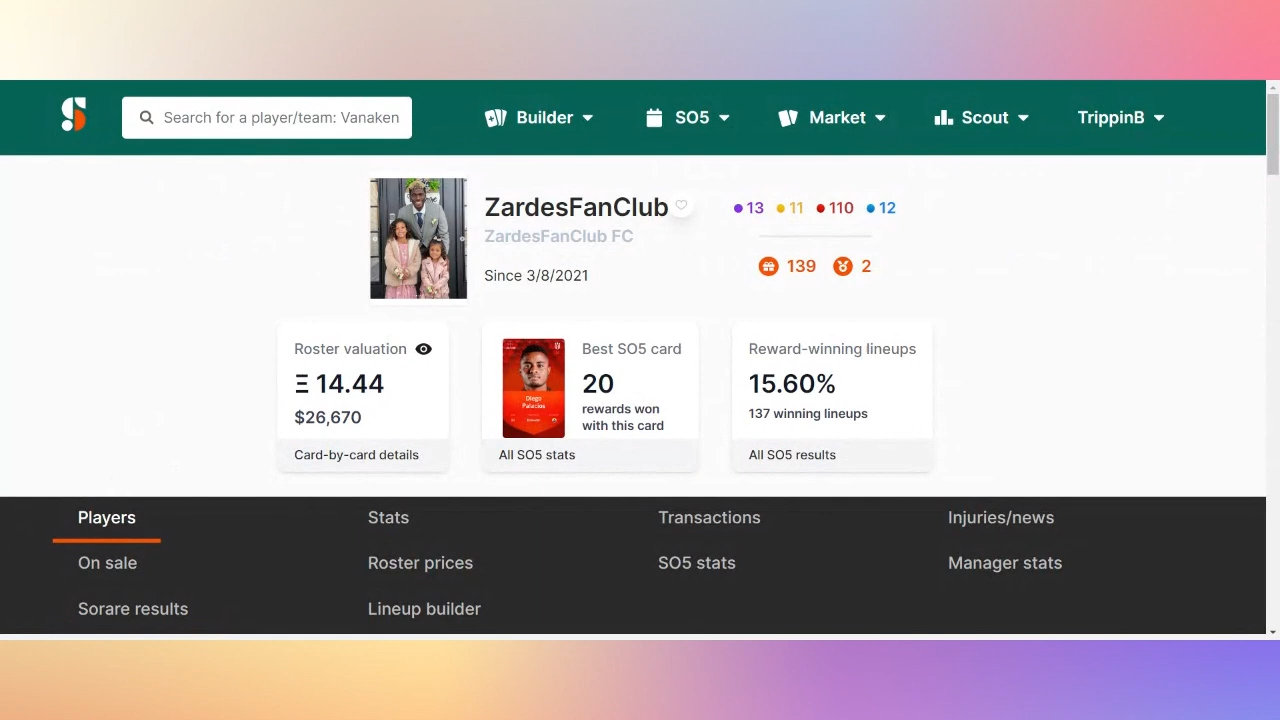 Search for a player/team: Vanaken
Builder
SO5
Market
Scout
TrippinB
ZardesFanClub
ZardesFanClub FC
Since 3/8/2021
13 11 110 12
139 2
Roster valuation
Ξ 14.44
$26,670
Card-by-card details
Diego
Palacios
Best SO5 card
20
rewards won
with this card
All SO5 stats
Reward-winning lineups
15.60%
137 winning lineups
All SO5 results
Players
Stats
Transactions
Injuries/news
On sale
Roster prices
SO5 stats
Manager stats
Sorare results
Lineup builder